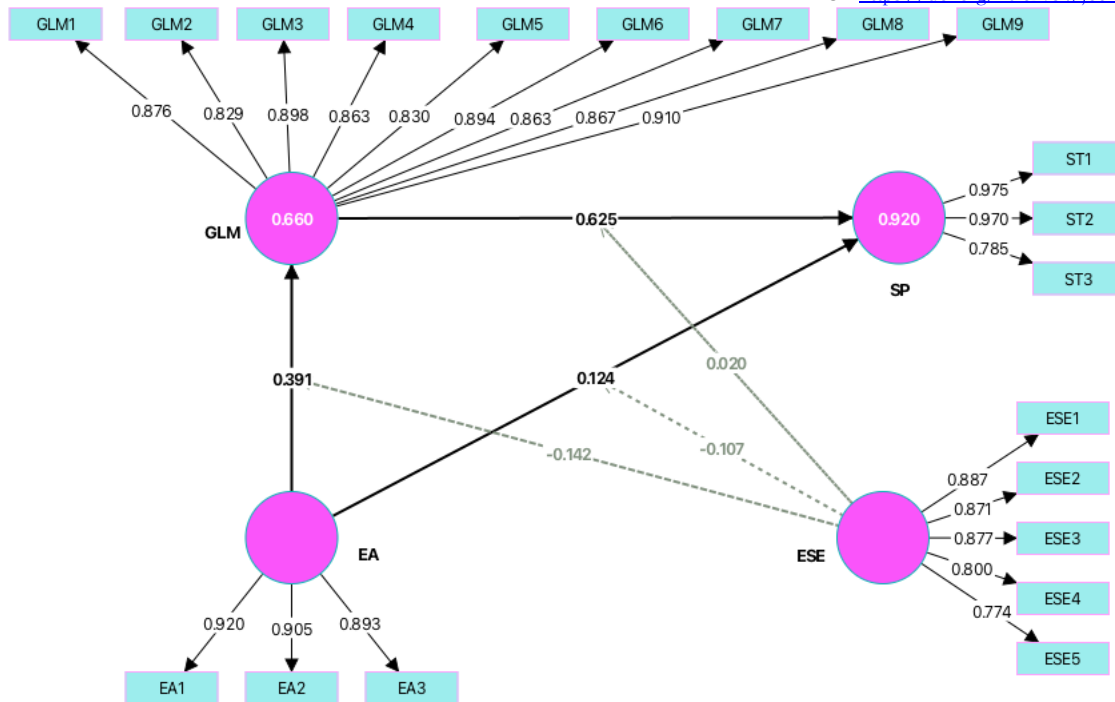 GLM1 GLM2 GLM3 GLM4 GLM5 GLM6 GLM7 GLM8 GLM9
0.876 0.829 0.898 0.863 0.830 0.894 0.863 0.867 0.910
ST1
0.975
0.660 0.625 0.920 0.970 ST2
GLM
0.785
ST3
SP
0.020
0.391 0.124
ESE1
-0.142 -0.107
0.887
ESE2
0.871
0.877 ESE3
EA ESE
0.800
ESE4
0.774
0.920 0.905 0.893
ESE5
EA1 EA2 EA3